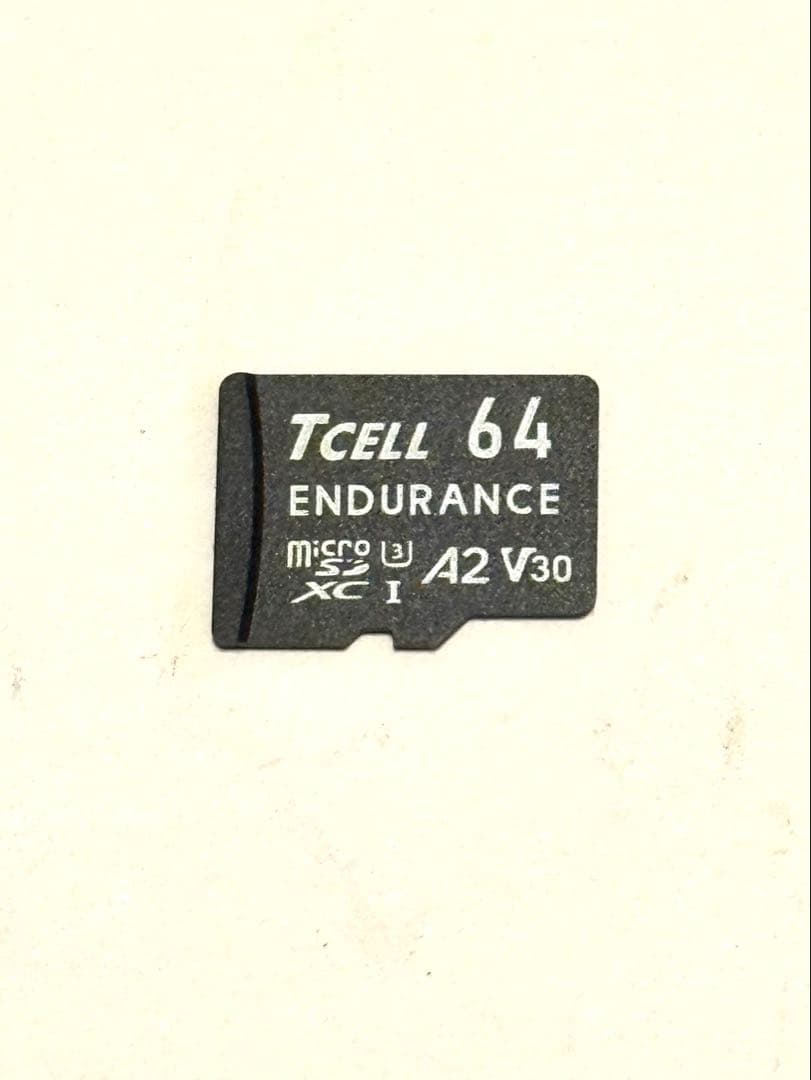 TCELL 64
ENDURANCE
micro SD XC I U3 A2 V30